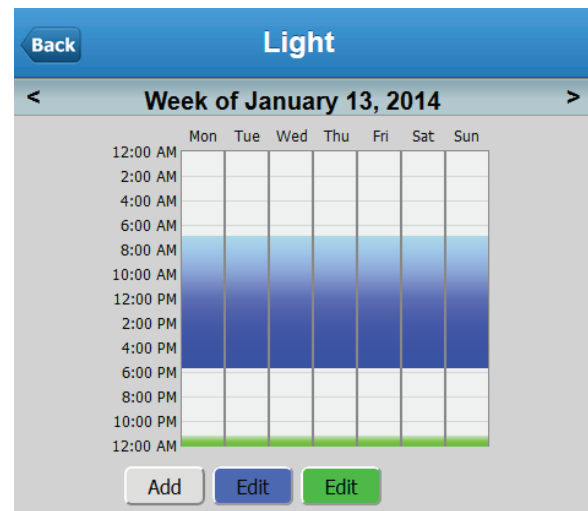 Back Light
< Week of January 13, 2014 >
Mon Tue Wed Thu Fri Sat Sun
12:00 AM
2:00 AM
4:00 AM
6:00 AM
8:00 AM
10:00 AM
12:00 PM
2:00 PM
4:00 PM
6:00 PM
8:00 PM
10:00 PM
12:00 AM
Add Edit Edit